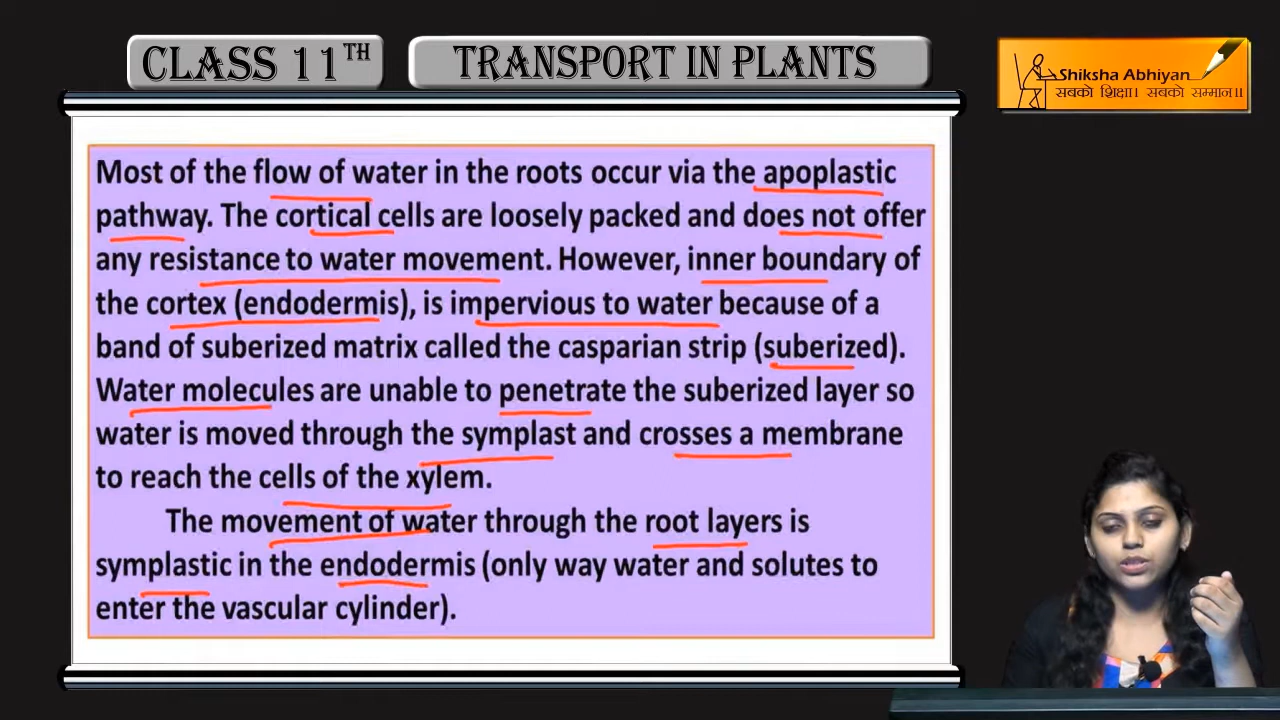 CLASS 11TH
TRANSPORT IN PLANTS
Shiksha Abhiyan
सबको शिक्षा। सबको सम्मान॥
Most of the flow of water in the roots occur via the apoplastic
pathway. The cortical cells are loosely packed and does not offer
any resistance to water movement. However, inner boundary of
the cortex (endodermis), is impervious to water because of a
band of suberized matrix called the casparian strip (suberized).
Water molecules are unable to penetrate the suberized layer so
water is moved through the symplast and crosses a membrane
to reach the cells of the xylem.
The movement of water through the root layers is
symplastic in the endodermis (only way water and solutes to
enter the vascular cylinder).